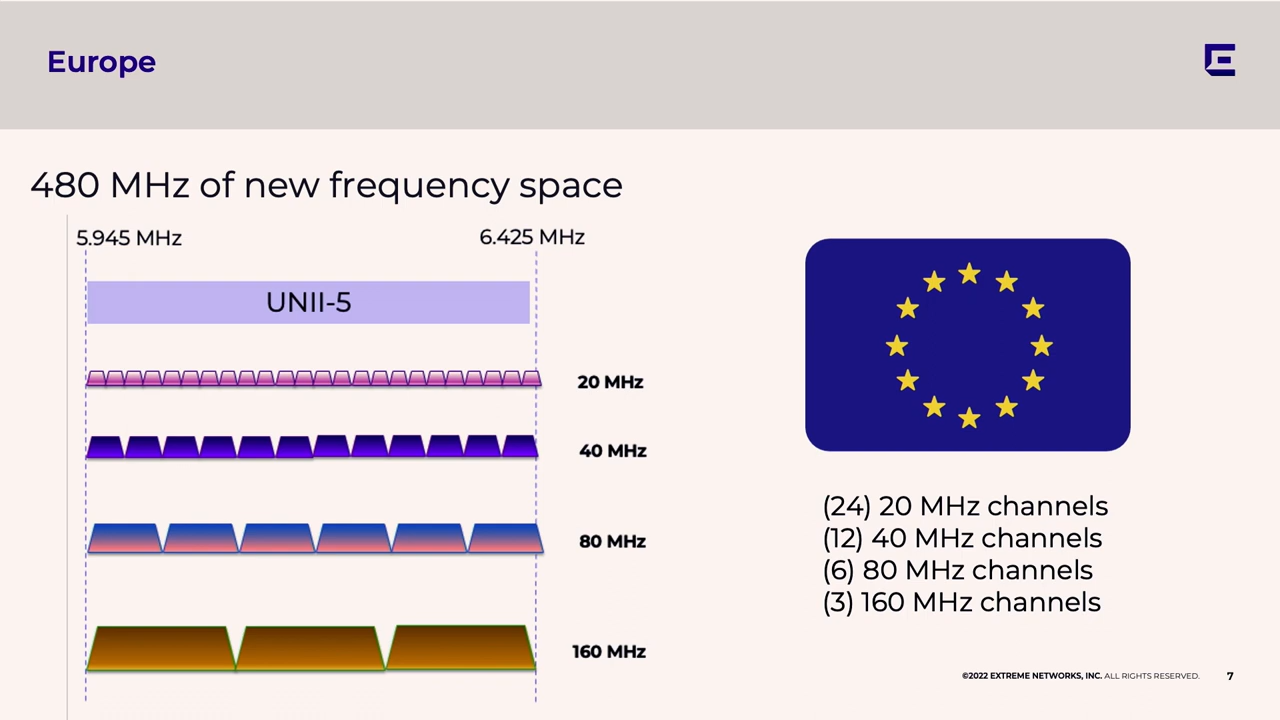 Europe
480 MHz of new frequency space
5.945 MHz
6.425 MHz
UNII-5
20 MHz
40 MHz
80 MHz
160 MHz
(24) 20 MHz channels
(12) 40 MHz channels
(6) 80 MHz channels
(3) 160 MHz channels
©2022 EXTREME NETWORKS, INC. ALL RIGHTS RESERVED.
7